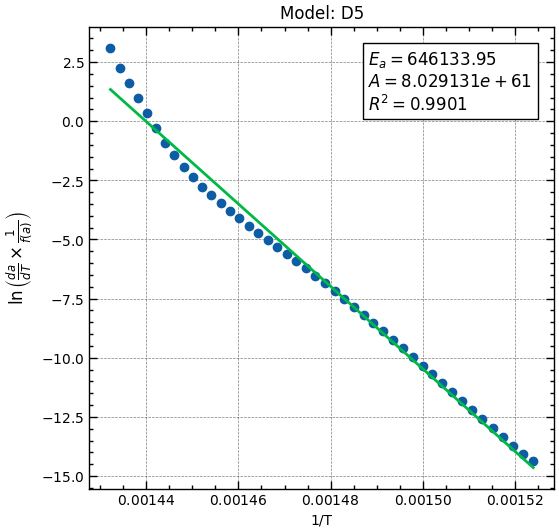 Model: D5
E_a = 646133.95
A = 8.029131e + 61
R^2 = 0.9901
2.5
0.0
−2.5
−5.0
−7.5
−10.0
−12.5
−15.0
ln (da/dT × 1/f(a))
0.00144 0.00146 0.00148 0.00150 0.00152
1/T